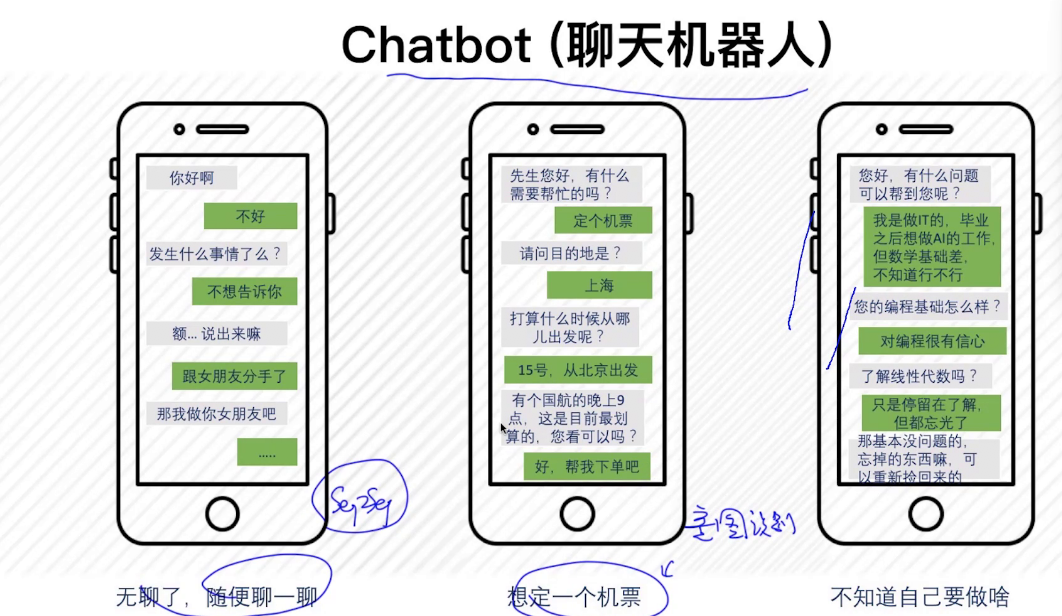 Chatbot (聊天机器人)
你好啊
不好
发生什么事情了么？
不想告诉你
额... 说出来嘛
跟女朋友分手了
那我做你女朋友吧
.....
Seq2Seq
无聊了，随便聊一聊
先生您好，有什么
需要帮忙的吗？
定个机票
请问目的地是？
上海
打算什么时候从哪
儿出发呢？
15号，从北京出发
有个国航的晚上9
点，这是目前最划
算的，您看可以吗？
好，帮我下单吧
意图识别
想定一个机票
您好，有什么问题
可以帮到您呢？
我是做IT的，毕业
之后想做AI的工作，
但数学基础差，
不知道行不行
您的编程基础怎么样？
对编程很有信心
了解线性代数吗？
只是停留在了解，
但都忘光了
那基本没问题的，
忘掉的东西嘛，可
以重新捡回来的
不知道自己要做啥